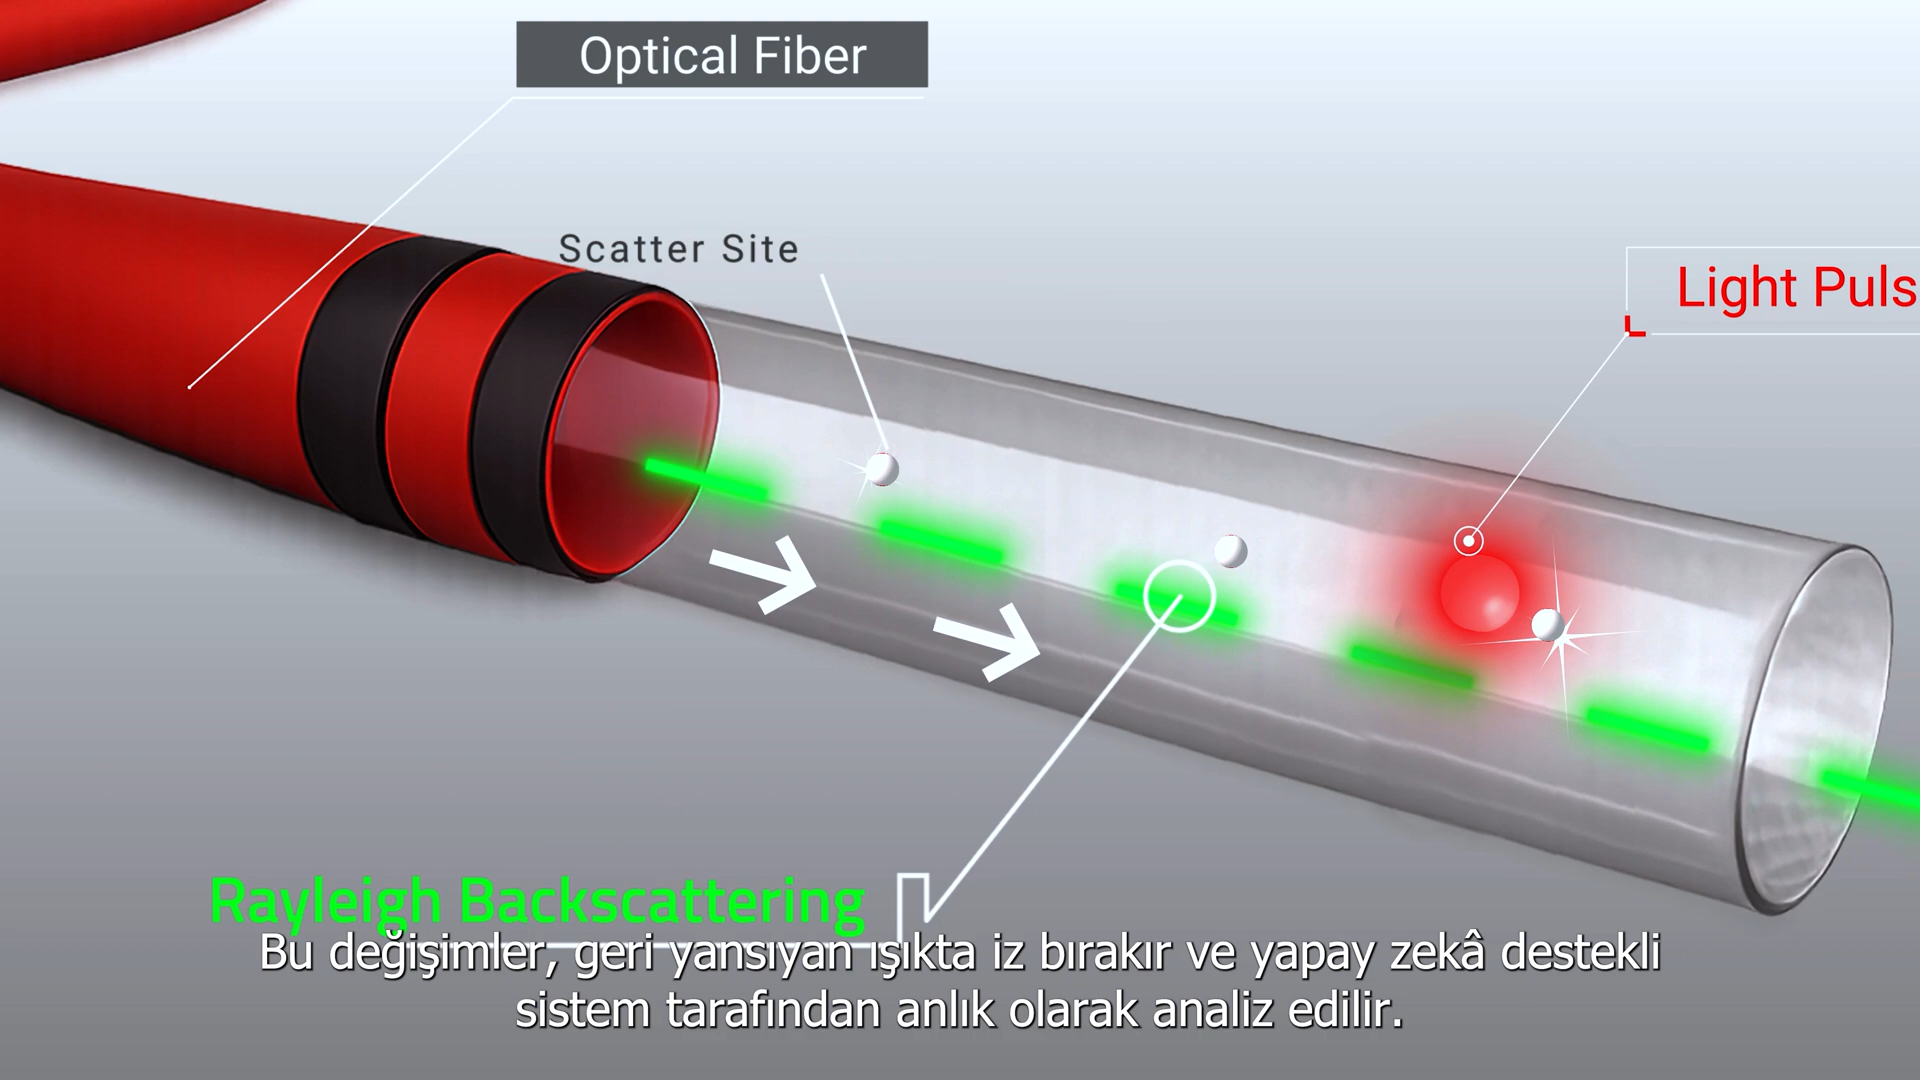 Optical Fiber
Scatter Site
Light Puls
Rayleigh Backscattering
Bu değişimler, geri yansıyan ışıkta iz bırakır ve yapay zekâ destekli
sistem tarafından anlık olarak analiz edilir.